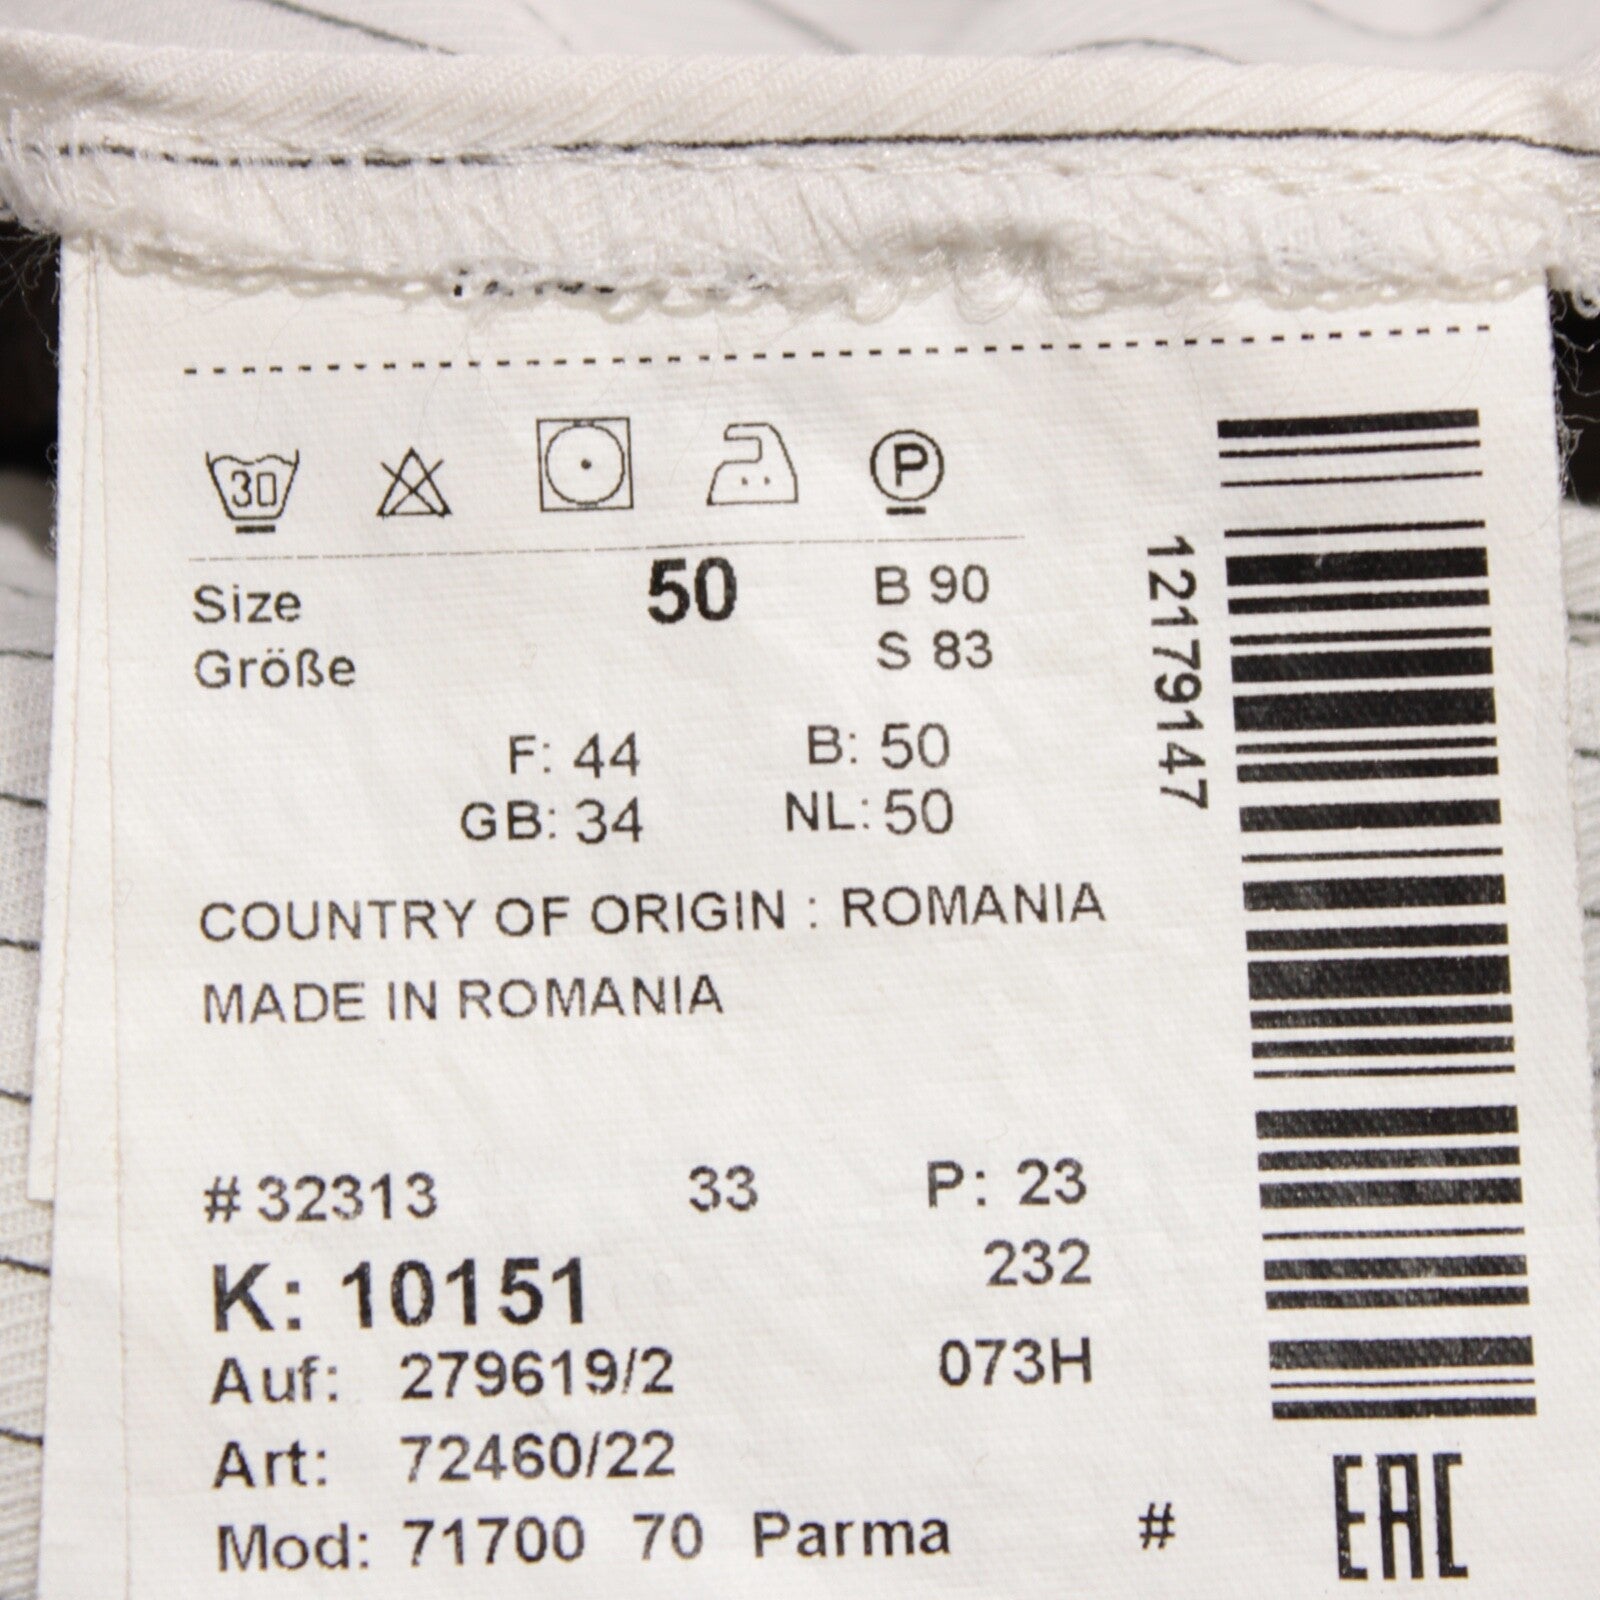 30 P
Size 50 B 90
Größe S 83
F: 44 B: 50
GB: 34 NL: 50
COUNTRY OF ORIGIN : ROMANIA
MADE IN ROMANIA
12179147
# 32313 33 P: 23
K: 10151 232
Auf: 279619/2 073H
Art: 72460/22
Mod: 71700 70 Parma #
EAC